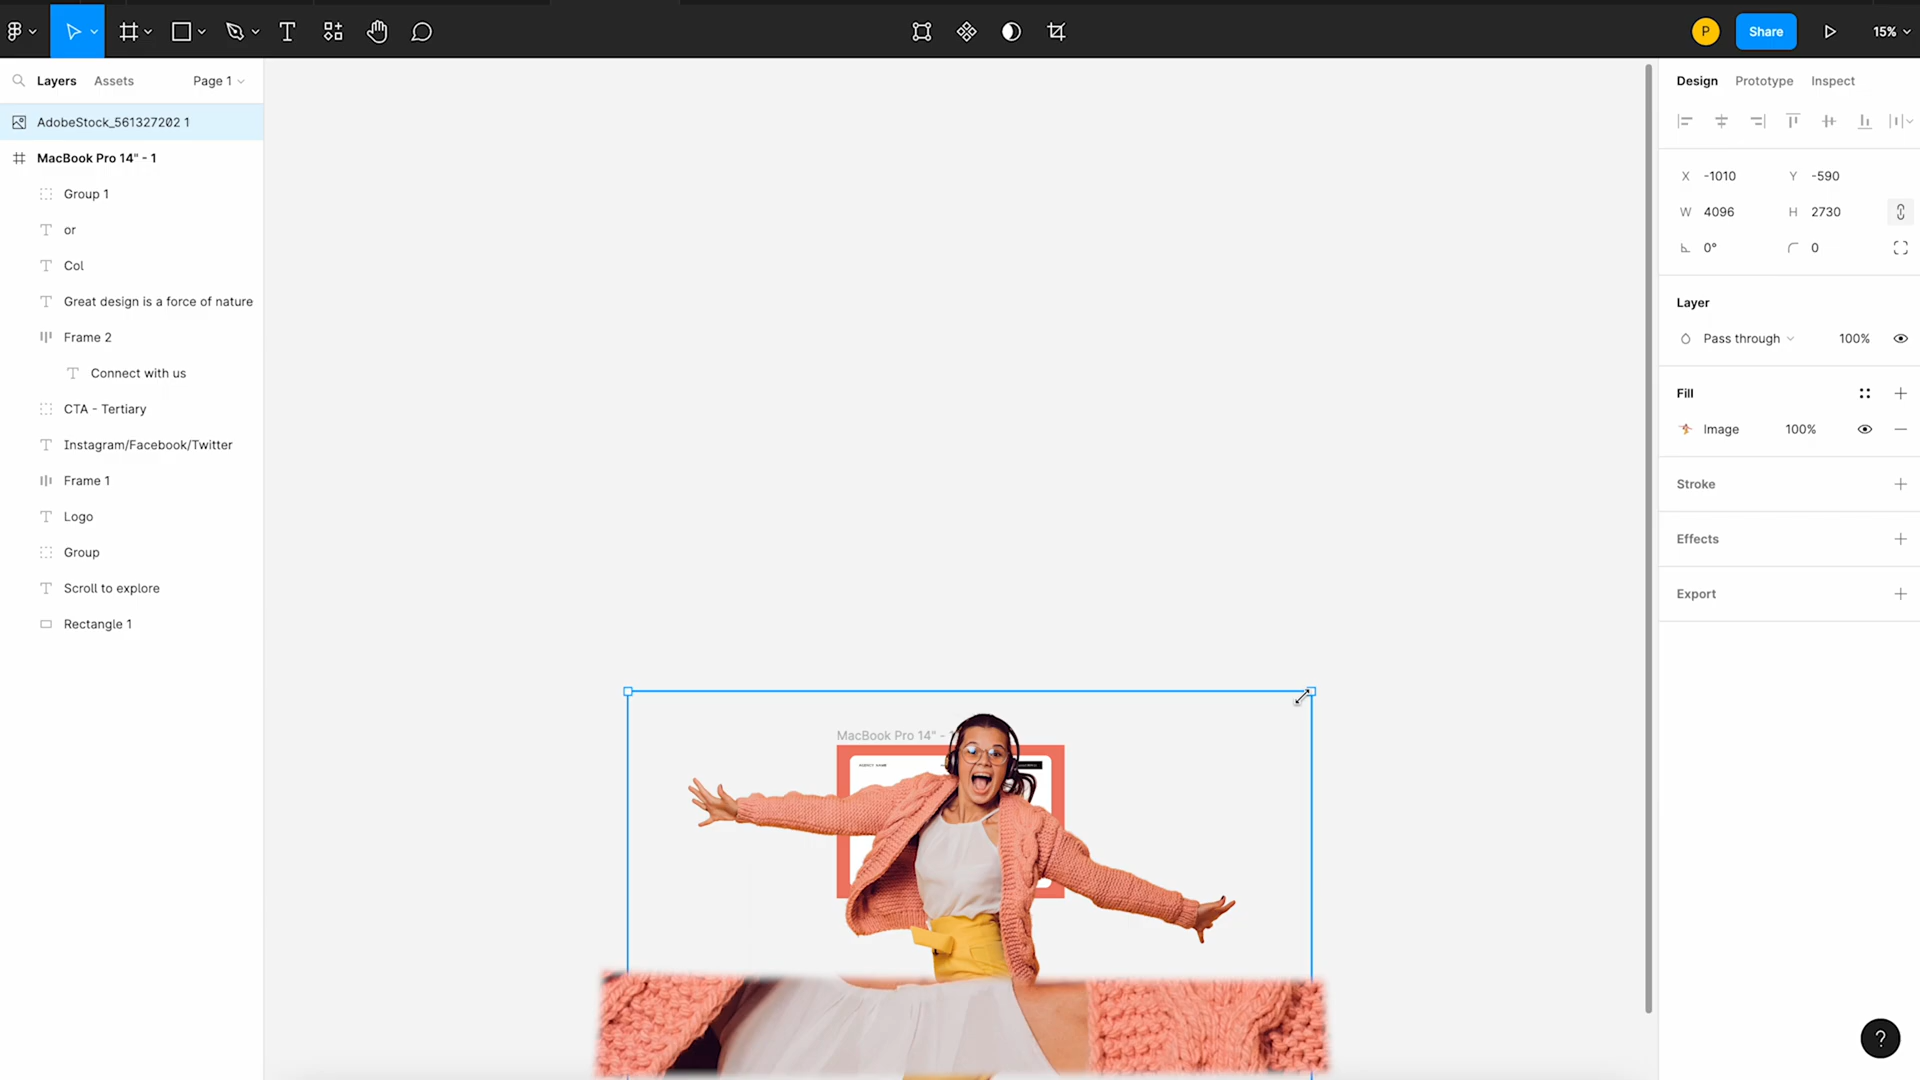 P
Share
15%
Layers
Assets
Page 1
Design
Prototype
Inspect
AdobeStock_561327202 1
MacBook Pro 14" - 1
Group 1
or
Col
Great design is a force of nature
Frame 2
Connect with us
CTA - Tertiary
Instagram/Facebook/Twitter
Frame 1
Logo
Group
Scroll to explore
Rectangle 1
X -1010 Y -590
W 4096 H 2730
0° 0
Layer
Pass through 100%
Fill
Image 100%
Stroke
Effects
Export
MacBook Pro 14" -
AGENCY NAME
?